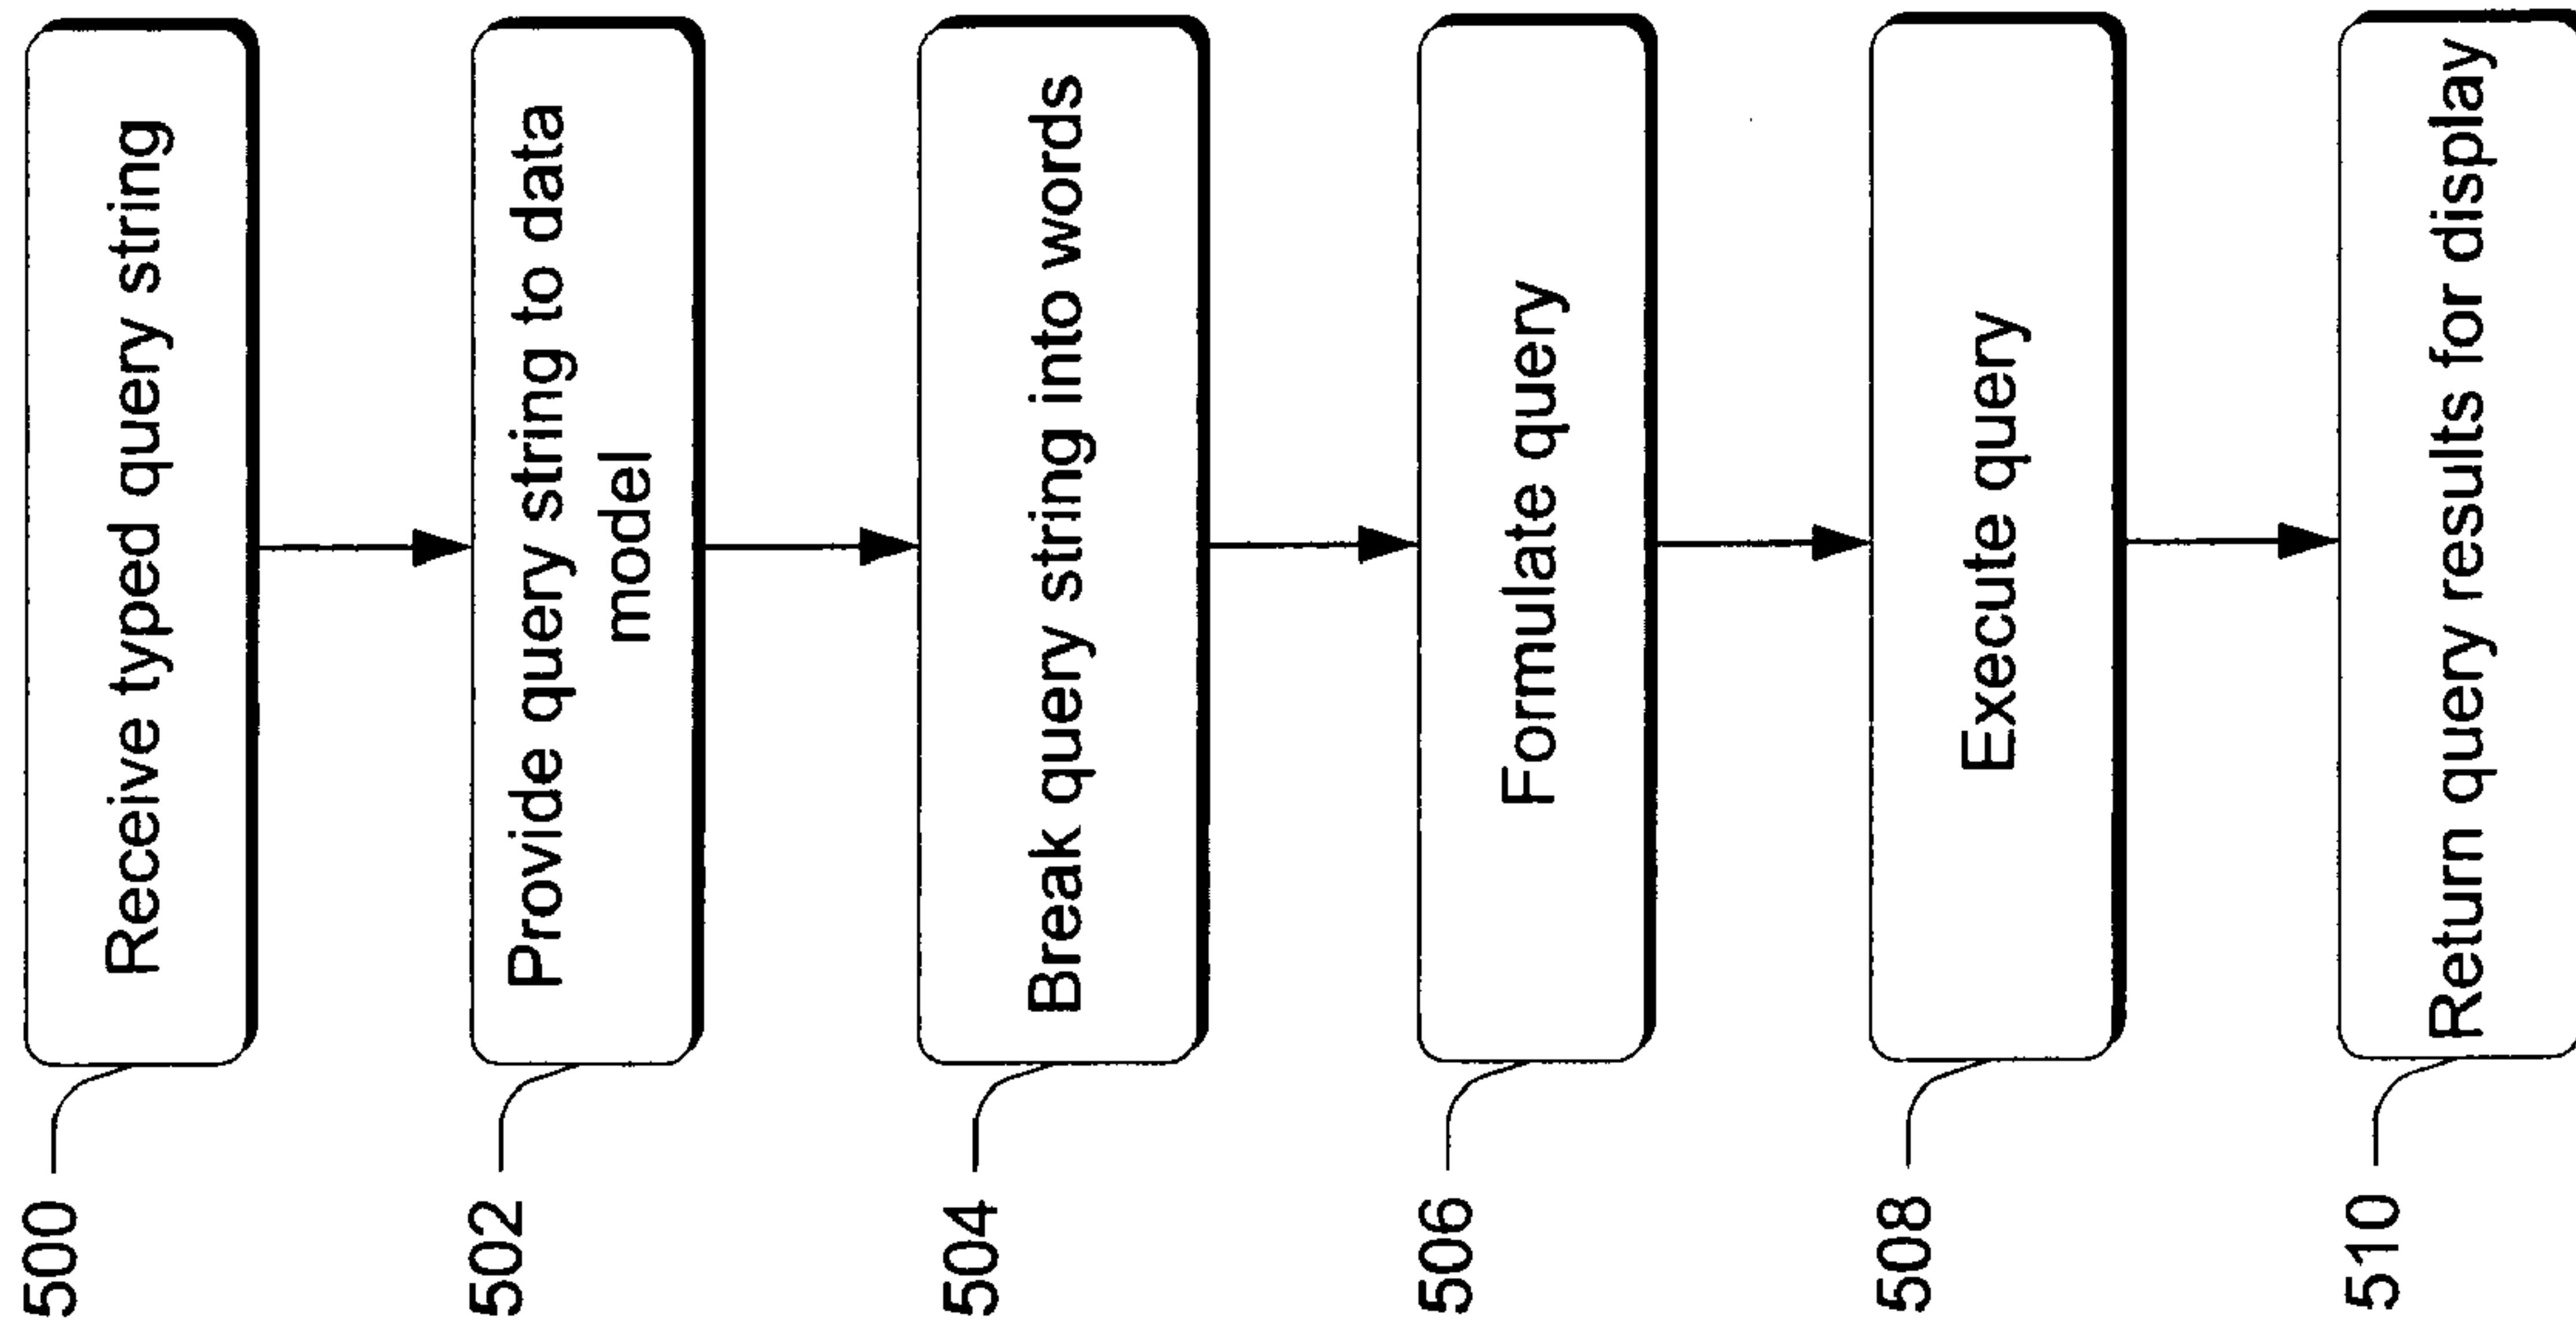 500
Receive typed query string
502
Provide query string to data
model
504
Break query string into words
506
Formulate query
508
Execute query
510
Return query results for display